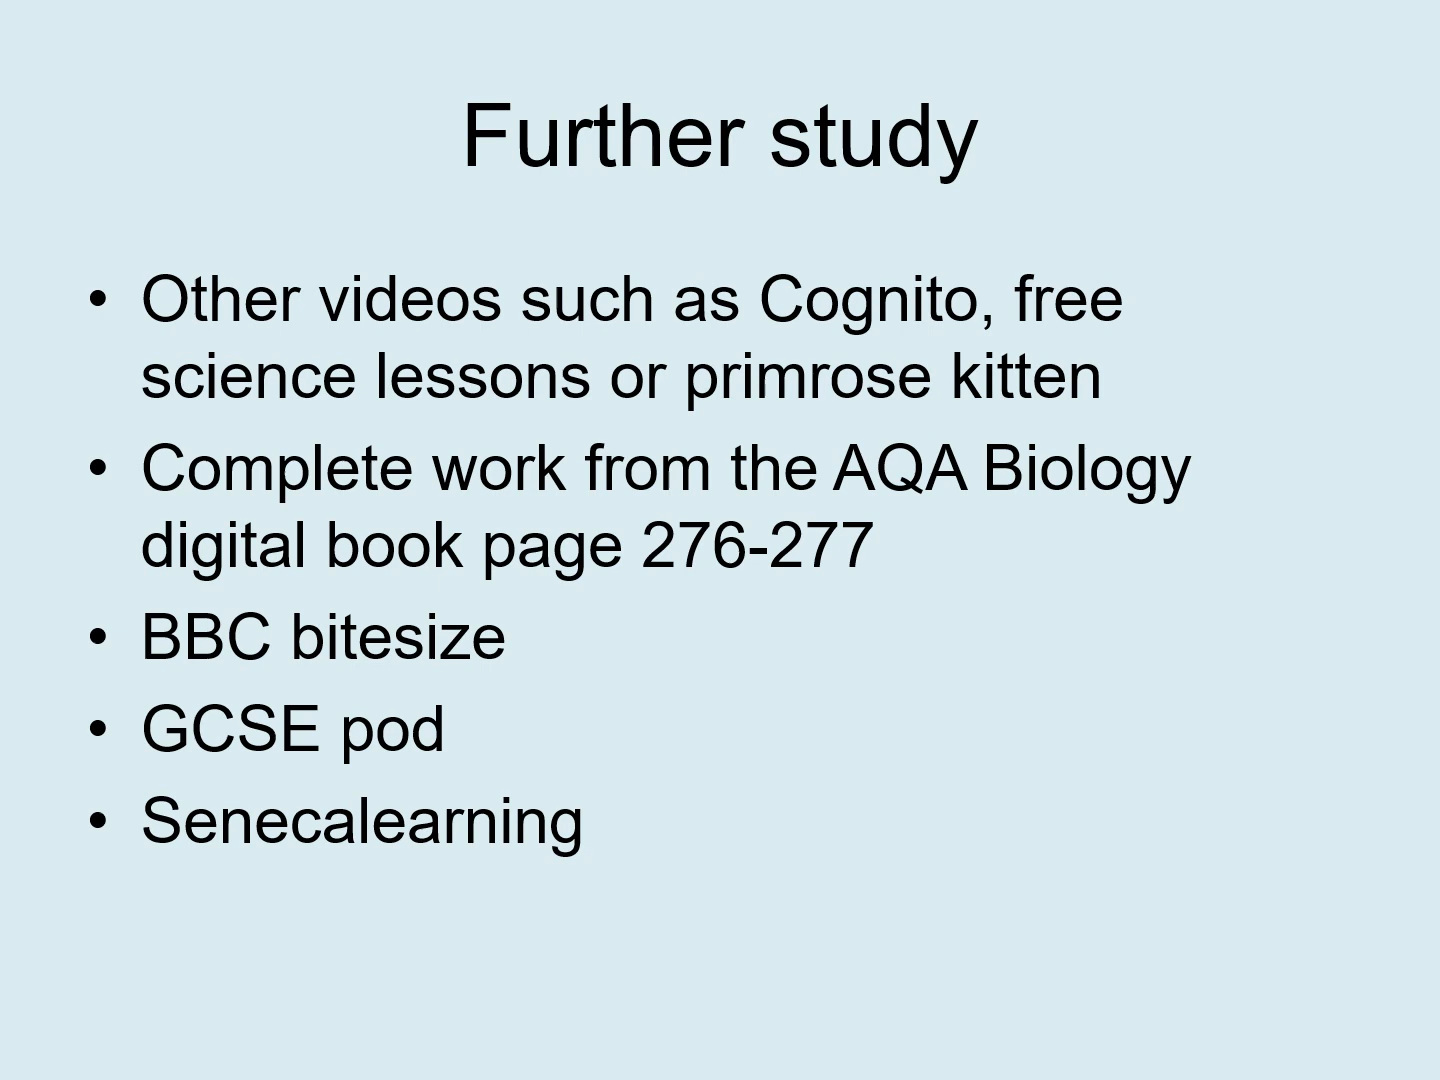 Further study
• Other videos such as Cognito, free
science lessons or primrose kitten
• Complete work from the AQA Biology
digital book page 276-277
• BBC bitesize
• GCSE pod
• Senecalearning